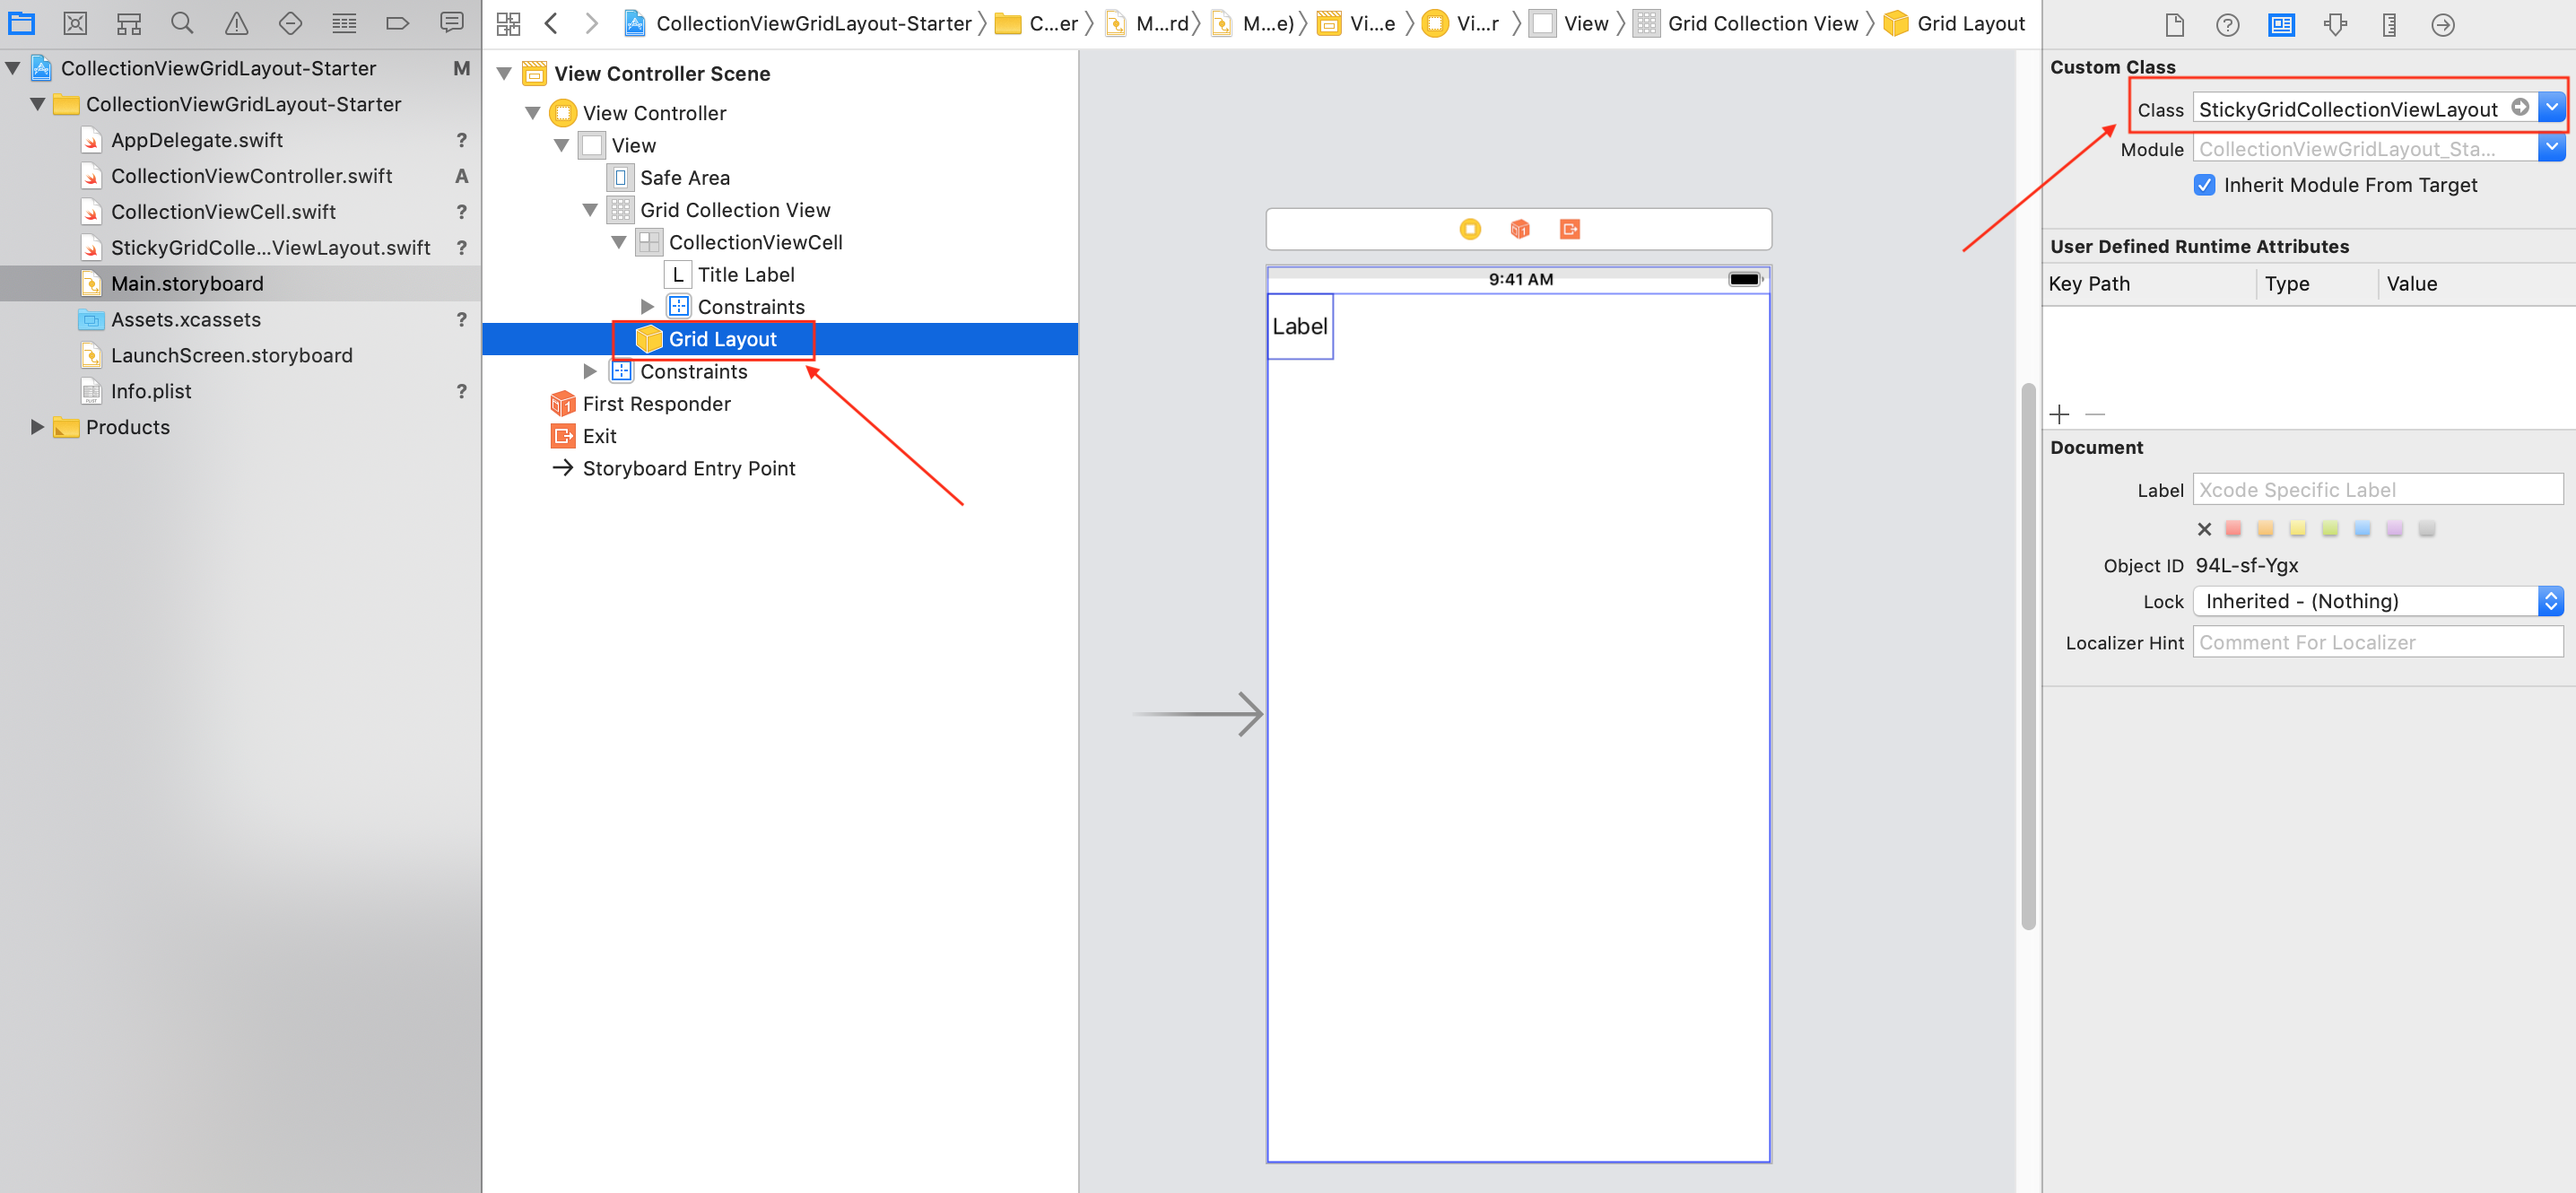 CollectionViewGridLayout-Starter M
CollectionViewGridLayout-Starter
AppDelegate.swift ?
CollectionViewController.swift A
CollectionViewCell.swift ?
StickyGridColle...ViewLayout.swift ?
Main.storyboard
Assets.xcassets ?
LaunchScreen.storyboard
Info.plist ?
Products
CollectionViewGridLayout-Starter C...er M...rd M...e) Vi...e Vi...r View Grid Collection View Grid Layout
View Controller Scene
View Controller
View
Safe Area
Grid Collection View
CollectionViewCell
L Title Label
Constraints
Grid Layout
Constraints
First Responder
Exit
Storyboard Entry Point
9:41 AM
Label
Custom Class
Class StickyGridCollectionViewLayout
Module CollectionViewGridLayout_Sta...
Inherit Module From Target
User Defined Runtime Attributes
Key Path Type Value
Document
Label Xcode Specific Label
Object ID 94L-sf-Ygx
Lock Inherited - (Nothing)
Localizer Hint Comment For Localizer